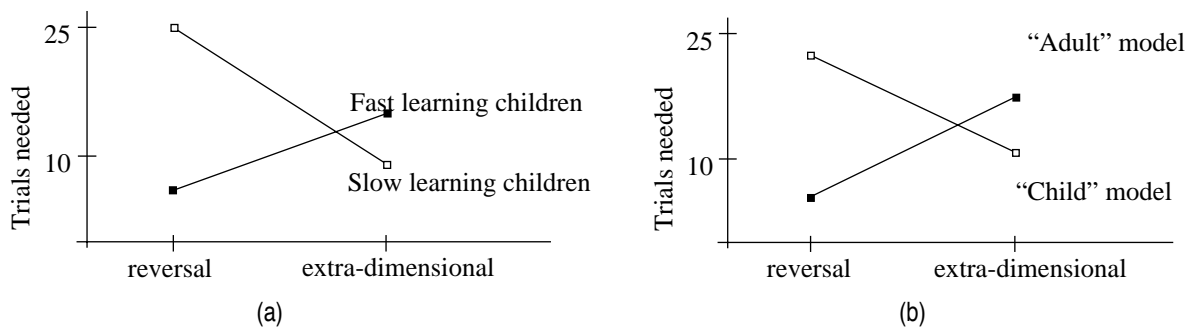 25
10
Trials needed
Fast learning children
Slow learning children
reversal
extra-dimensional
(a)
25
10
Trials needed
“Adult” model
“Child” model
reversal
extra-dimensional
(b)